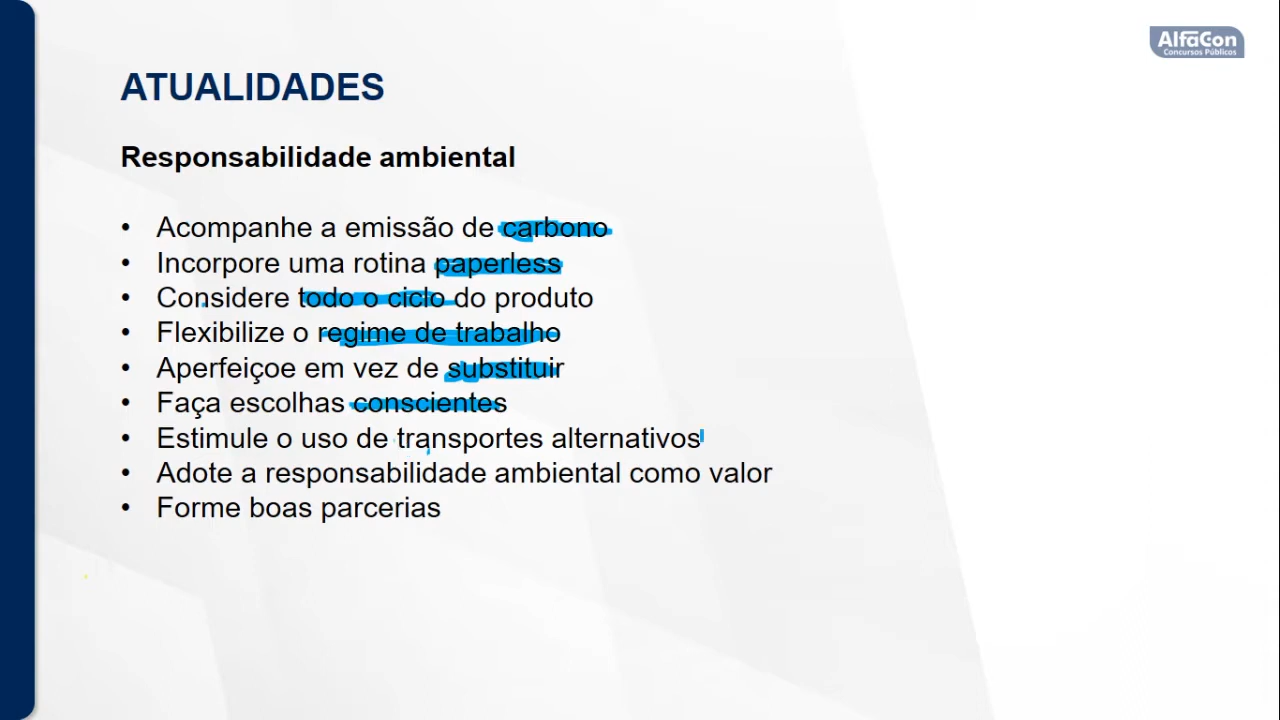 AlfaCon
Concursos Públicos
ATUALIDADES
Responsabilidade ambiental
• Acompanhe a emissão de carbono
• Incorpore uma rotina paperless
• Considere todo o ciclo do produto
• Flexibilize o regime de trabalho
• Aperfeiçoe em vez de substituir
• Faça escolhas conscientes
• Estimule o uso de transportes alternativos
• Adote a responsabilidade ambiental como valor
• Forme boas parcerias